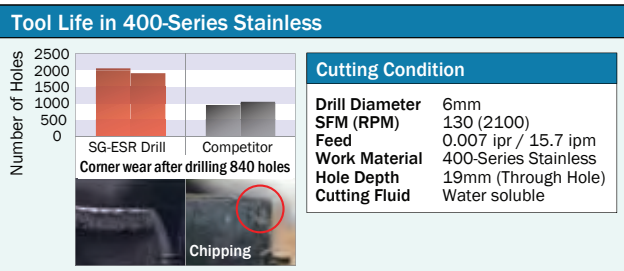 Tool Life in 400-Series Stainless
Number of Holes
2500
2000
1500
1000
500
0
SG-ESR Drill
Competitor
Corner wear after drilling 840 holes
Chipping
Cutting Condition
Drill Diameter 6mm
SFM (RPM) 130 (2100)
Feed 0.007 ipr / 15.7 ipm
Work Material 400-Series Stainless
Hole Depth 19mm (Through Hole)
Cutting Fluid Water soluble